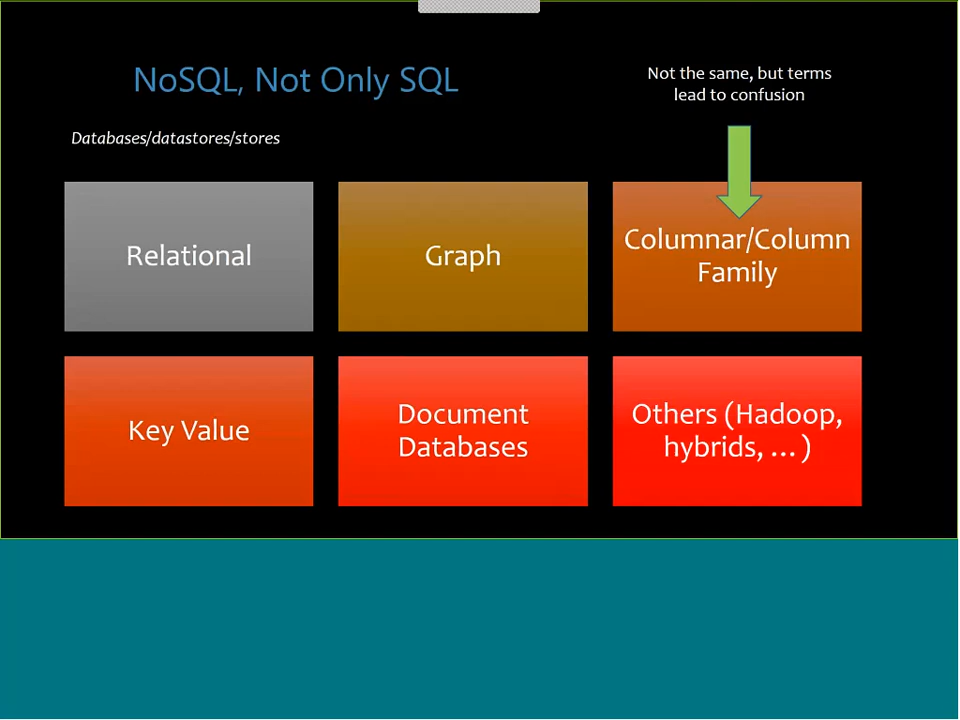 NoSQL, Not Only SQL
Not the same, but terms
lead to confusion
Databases/datastores/stores
Relational
Graph
Columnar/Column
Family
Key Value
Document
Databases
Others (Hadoop,
hybrids, …)